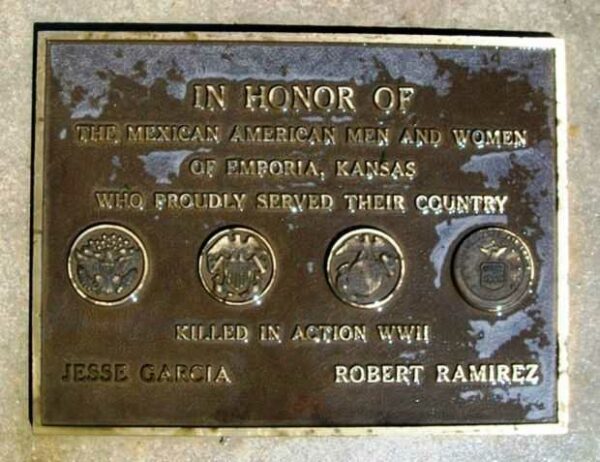 IN HONOR OF
THE MEXICAN AMERICAN MEN AND WOMEN
OF EMPORIA, KANSAS
WHO PROUDLY SERVED THEIR COUNTRY
KILLED IN ACTION WWII
JESSE GARCIA ROBERT RAMIREZ